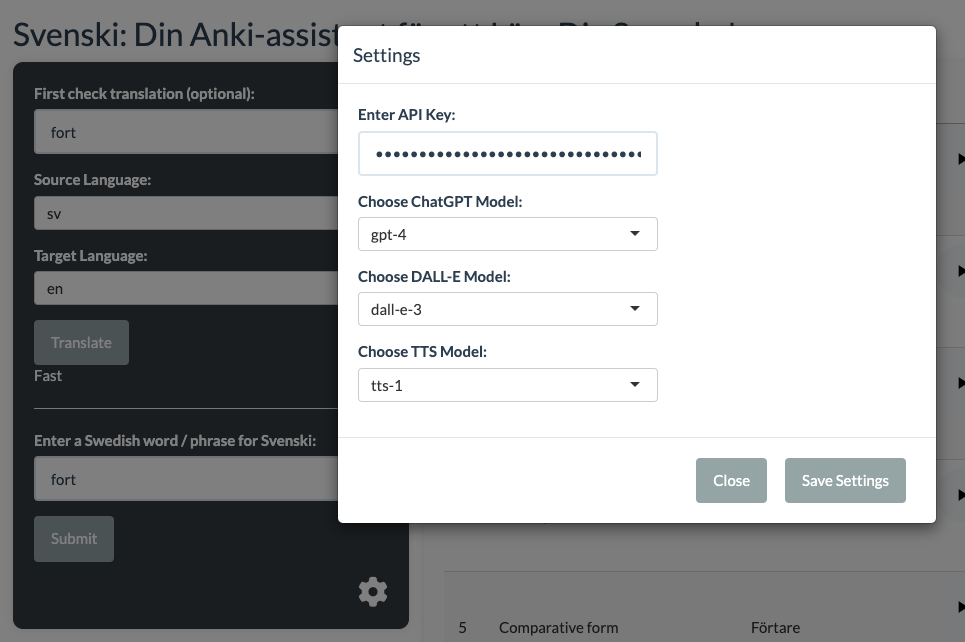 Svenski: Din Anki-assist
Settings
First check translation (optional):
fort
Source Language:
sv
Target Language:
en
Translate
Fast
Enter a Swedish word / phrase for Svenski:
fort
Submit
Enter API Key:
••••••••••••••••••••••••••••••
Choose ChatGPT Model:
gpt-4
Choose DALL-E Model:
dall-e-3
Choose TTS Model:
tts-1
Close
Save Settings
5 Comparative form Förtare